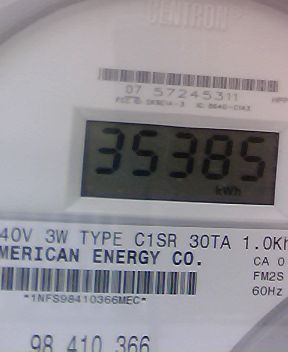 CENTRON
07 57245311
35385
kWh
40V 3W TYPE C1SR 30TA 1.0Kh
MERICAN ENERGY CO.
CA 0
FM2S
60Hz
*1NFS98410366MEC*
98 410 366